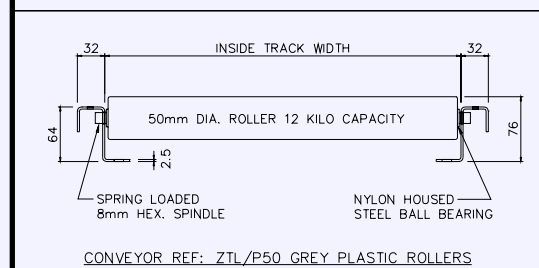 32 INSIDE TRACK WIDTH 32
50mm DIA. ROLLER 12 KILO CAPACITY
64
76
2.5
SPRING LOADED
8mm HEX. SPINDLE
NYLON HOUSED
STEEL BALL BEARING
CONVEYOR REF: ZTL/P50 GREY PLASTIC ROLLERS